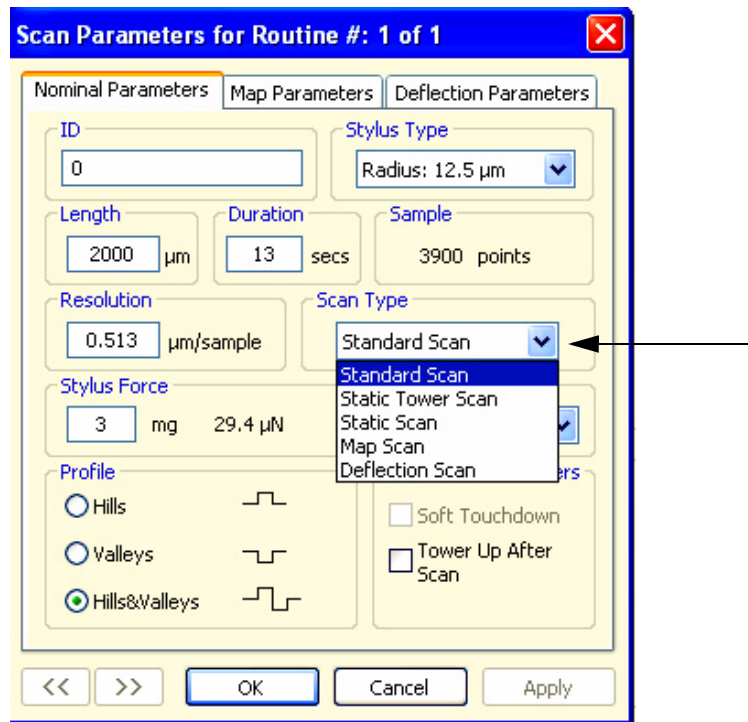 Scan Parameters for Routine #: 1 of 1
Nominal Parameters Map Parameters Deflection Parameters
ID Stylus Type
0 Radius: 12.5 µm
Length Duration Sample
2000 µm 13 secs 3900 points
Resolution Scan Type
0.513 µm/sample Standard Scan
Standard Scan
Static Tower Scan
Static Scan
Map Scan
Deflection Scan
Stylus Force
3 mg 29.4 µN
Profile ers
Hills Soft Touchdown
Valleys Tower Up After
Scan
Hills&Valleys
<< >> OK Cancel Apply